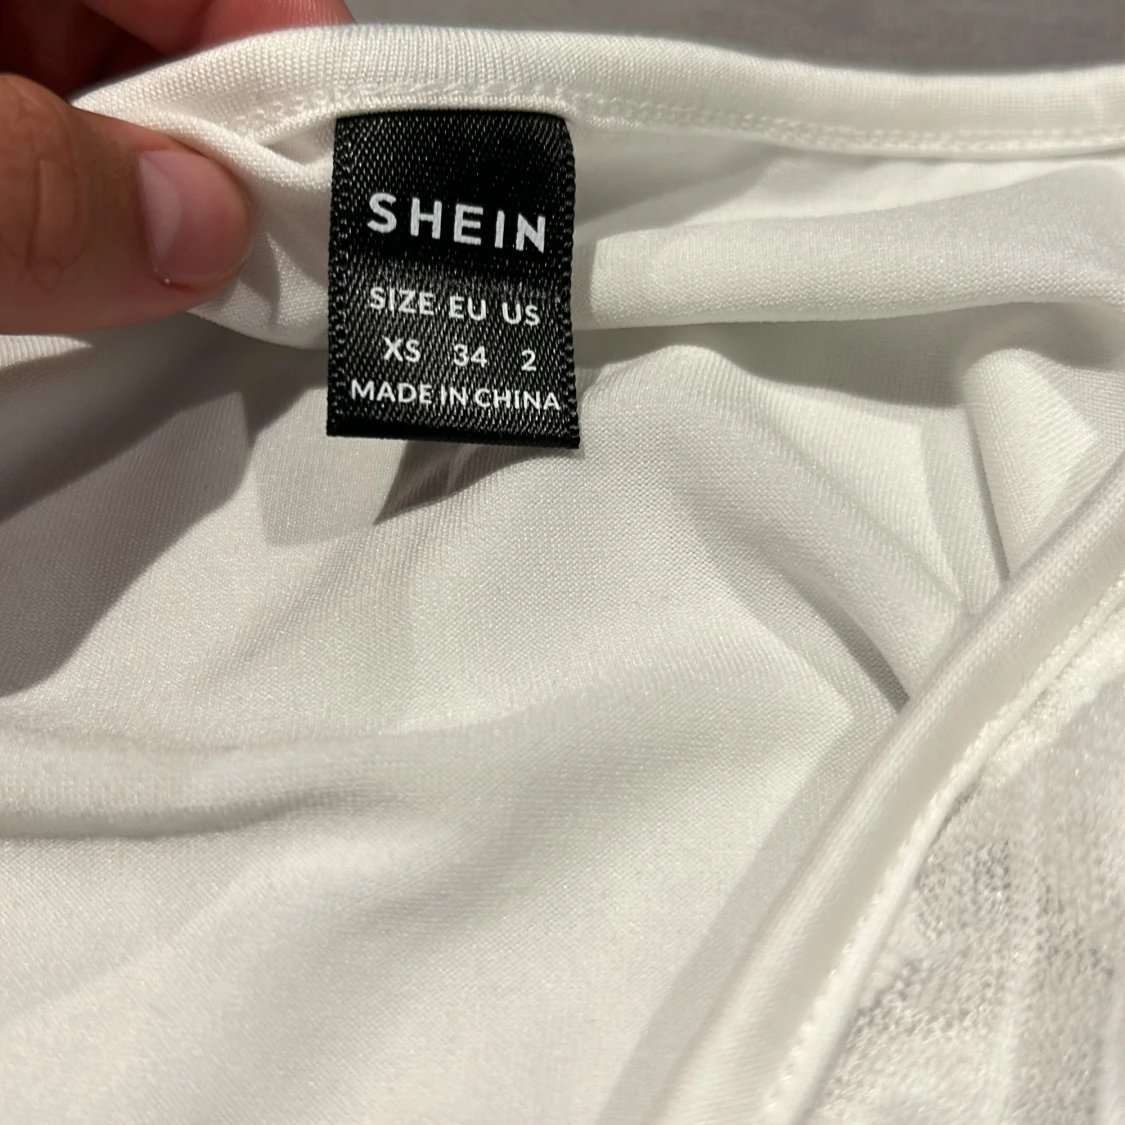 SHEIN
SIZE EU US
XS 34 2
MADE IN CHINA